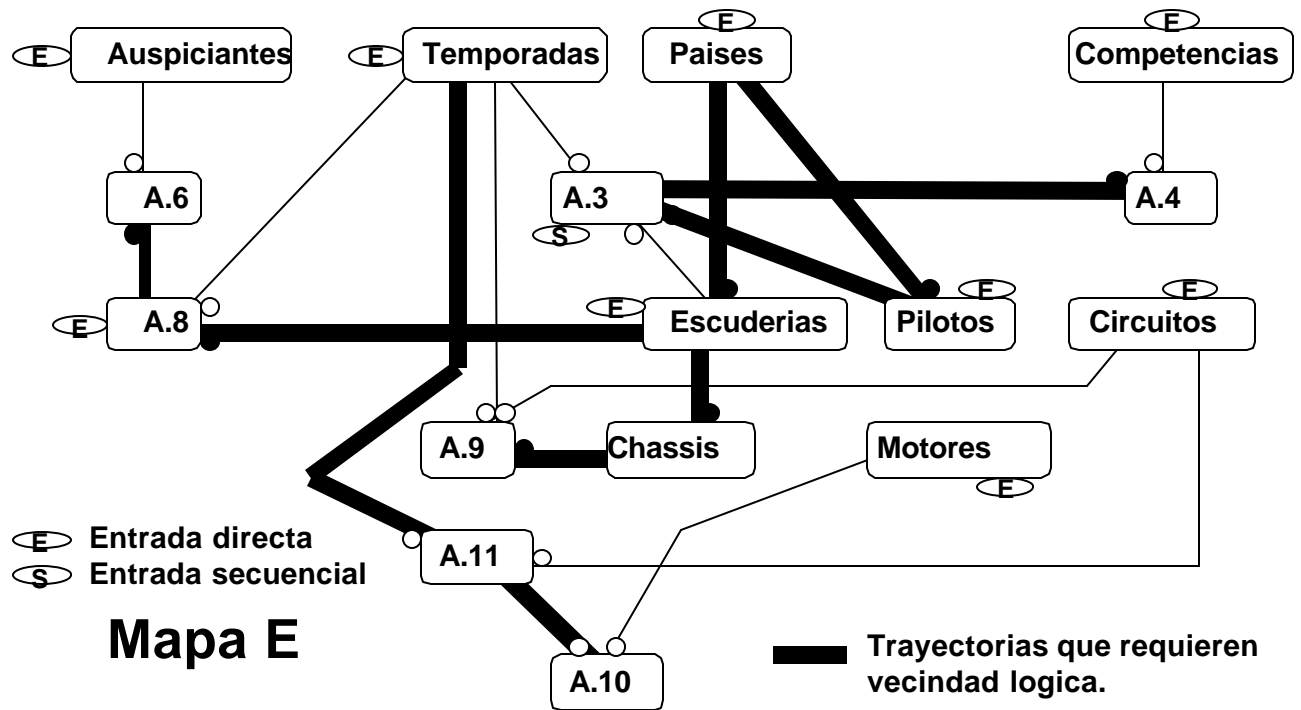 E Auspiciantes
E Temporadas
E
Paises
E
Competencias
A.6
A.3
S
A.4
E A.8
E Escuderias
E
Pilotos
E
Circuitos
A.9
Chassis
Motores
E
E Entrada directa
S Entrada secuencial
A.11
Mapa E
A.10
Trayectorias que requieren
vecindad logica.